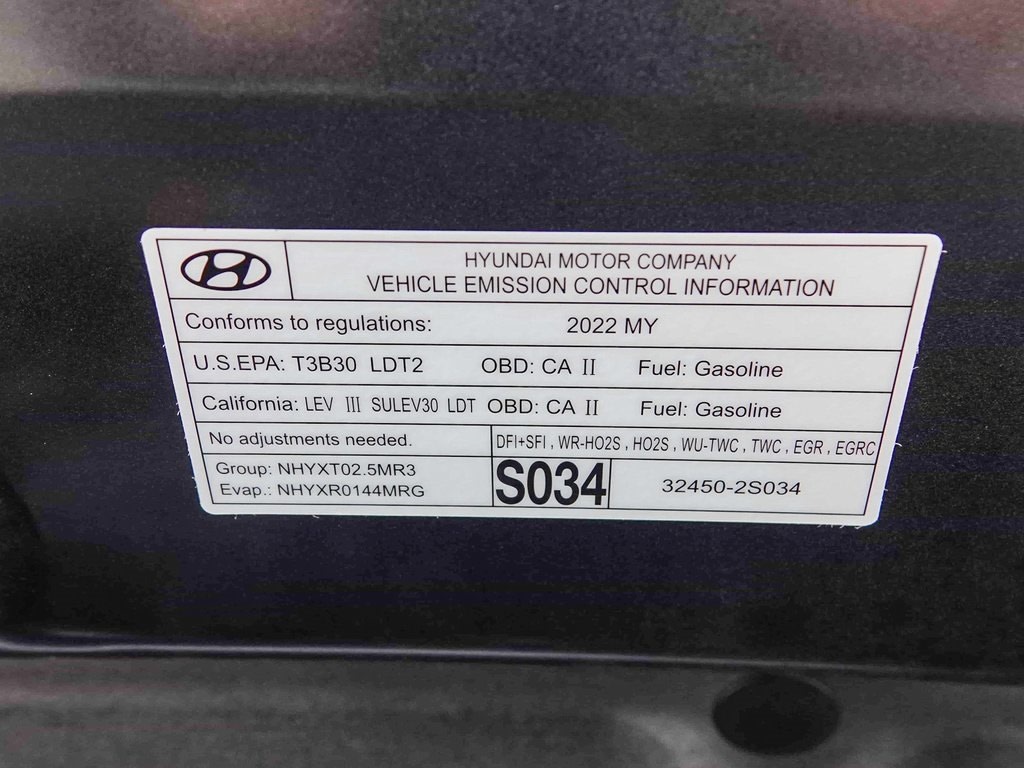 HYUNDAI MOTOR COMPANY
VEHICLE EMISSION CONTROL INFORMATION
Conforms to regulations: 2022 MY
U.S.EPA: T3B30 LDT2 OBD: CA II Fuel: Gasoline
California: LEV III SULEV30 LDT OBD: CA II Fuel: Gasoline
No adjustments needed. DFI+SFI , WR-HO2S , HO2S , WU-TWC , TWC , EGR , EGRC
Group: NHYXT02.5MR3
Evap.: NHYXR0144MRG
S034 32450-2S034